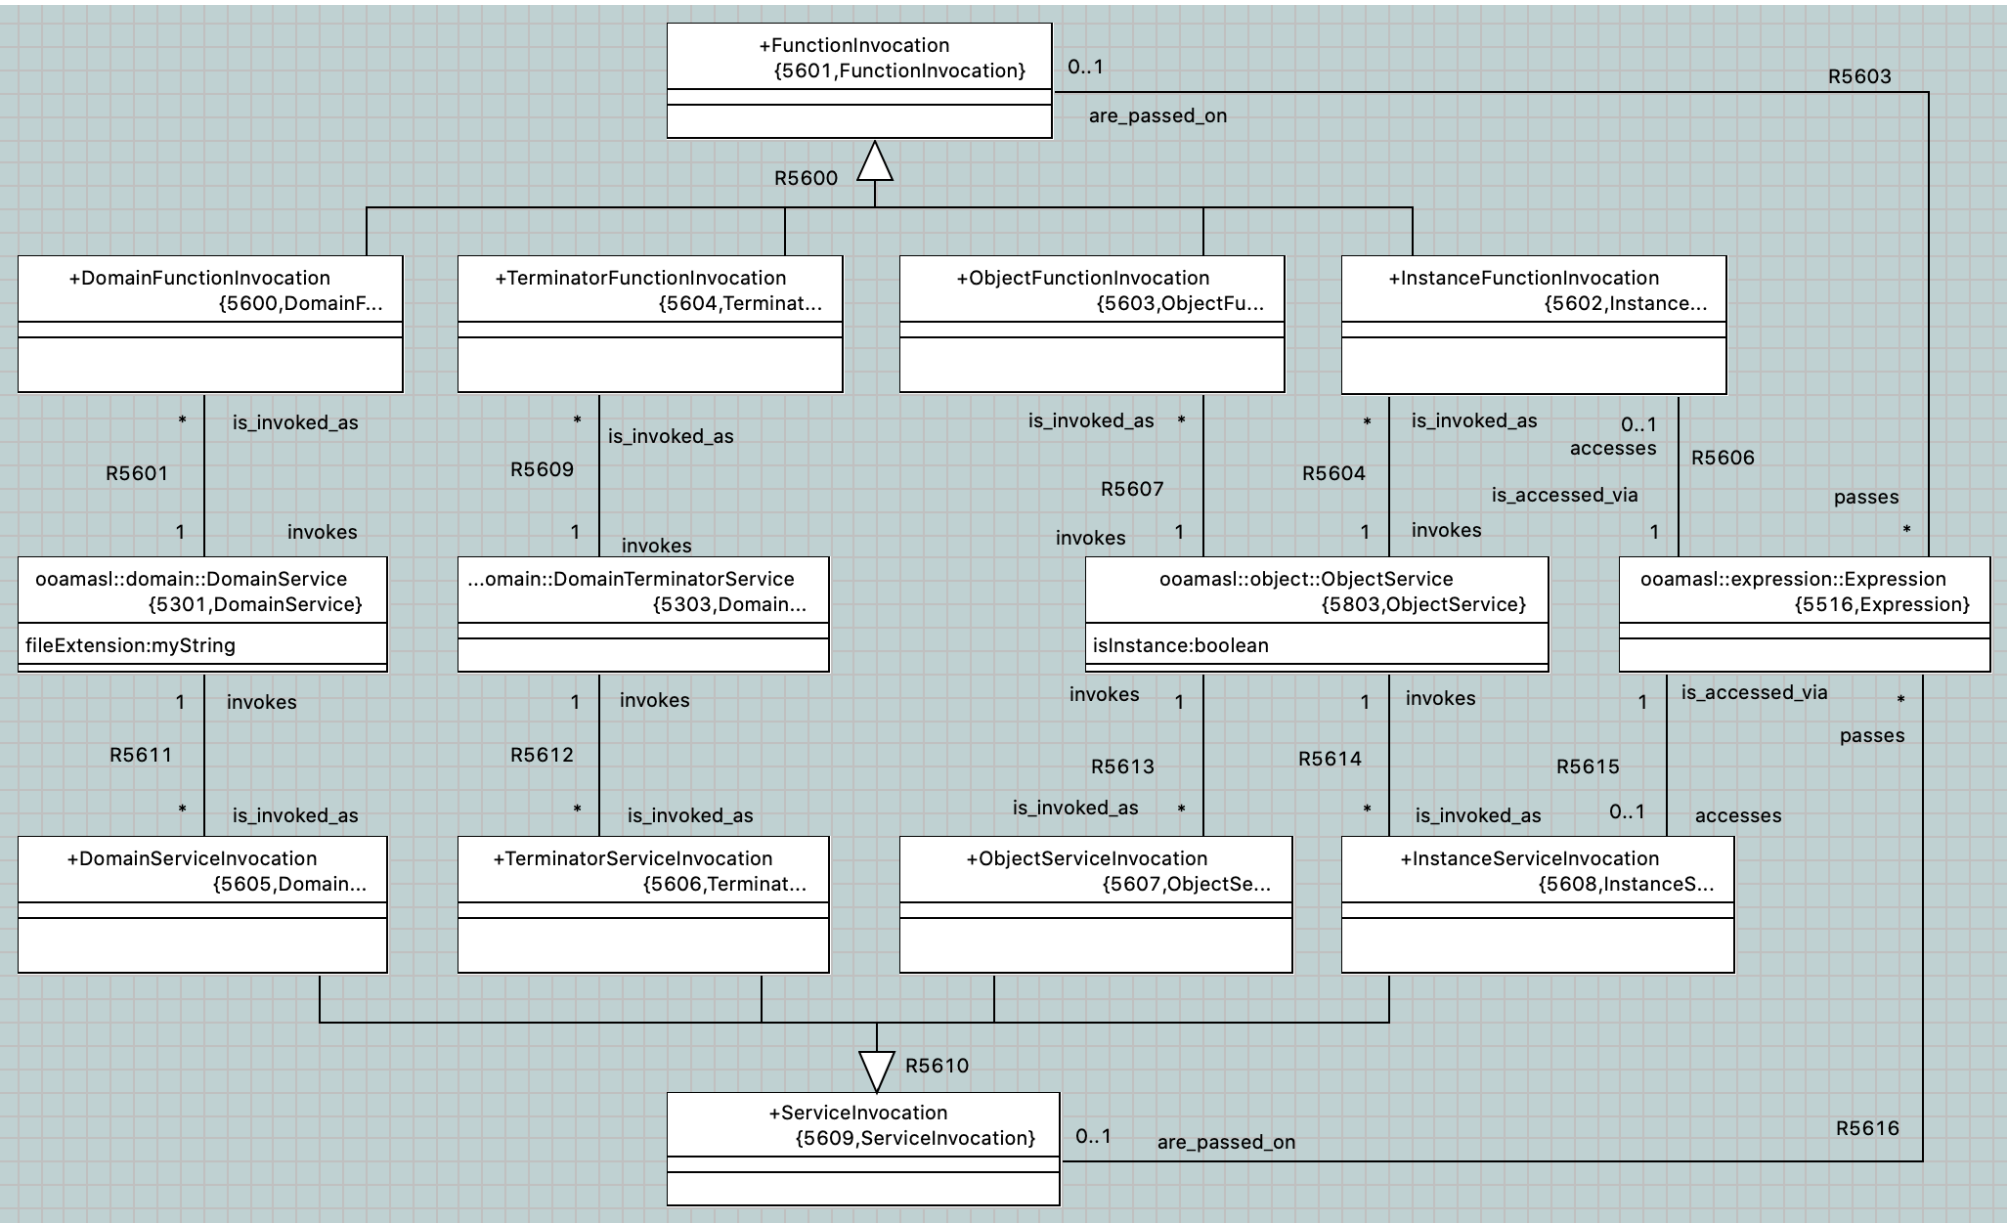 +FunctionInvocation
{5601,FunctionInvocation}
0..1
R5603
are_passed_on
R5600
+DomainFunctionInvocation
{5600,DomainF...
+TerminatorFunctionInvocation
{5604,Terminat...
+ObjectFunctionInvocation
{5603,ObjectFu...
+InstanceFunctionInvocation
{5602,Instance...
*
is_invoked_as
R5601
1
invokes
*
is_invoked_as
R5609
1
invokes
is_invoked_as
*
R5607
invokes
1
*
is_invoked_as
R5604
1
invokes
0..1
accesses
R5606
is_accessed_via
1
passes
*
ooamasl::domain::DomainService
{5301,DomainService}
fileExtension:myString
...omain::DomainTerminatorService
{5303,Domain...
ooamasl::object::ObjectService
{5803,ObjectService}
isInstance:boolean
ooamasl::expression::Expression
{5516,Expression}
1
invokes
R5611
*
is_invoked_as
1
invokes
R5612
*
is_invoked_as
invokes
1
R5613
is_invoked_as
*
1
invokes
R5614
*
is_invoked_as
1
is_accessed_via
R5615
0..1
accesses
*
passes
+DomainServiceInvocation
{5605,Domain...
+TerminatorServiceInvocation
{5606,Terminat...
+ObjectServiceInvocation
{5607,ObjectSe...
+InstanceServiceInvocation
{5608,InstanceS...
R5610
+ServiceInvocation
{5609,ServiceInvocation}
0..1
are_passed_on
R5616